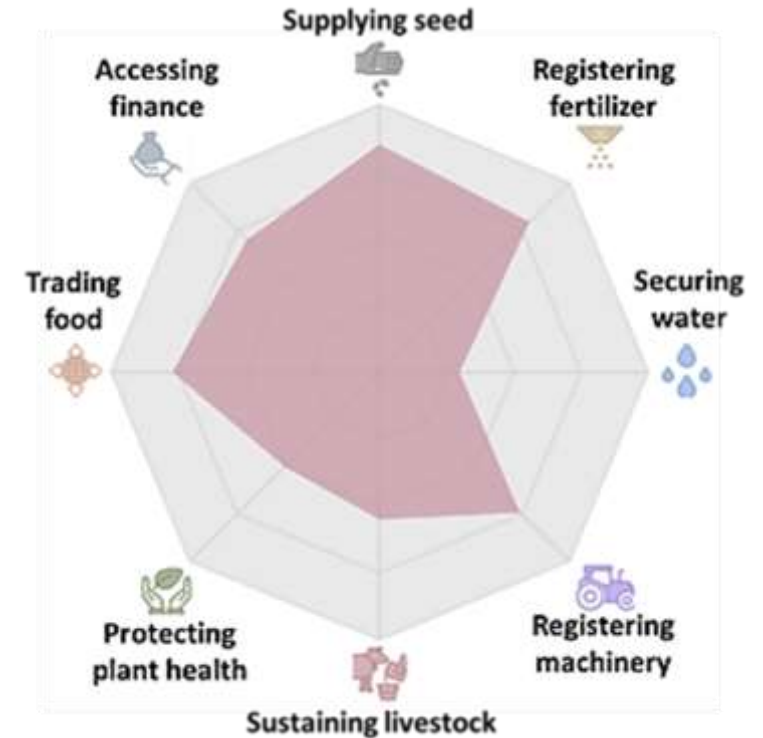 Supplying seed
Accessing
finance
Registering
fertilizer
Trading
food
Securing
water
Protecting
plant health
Registering
machinery
Sustaining livestock